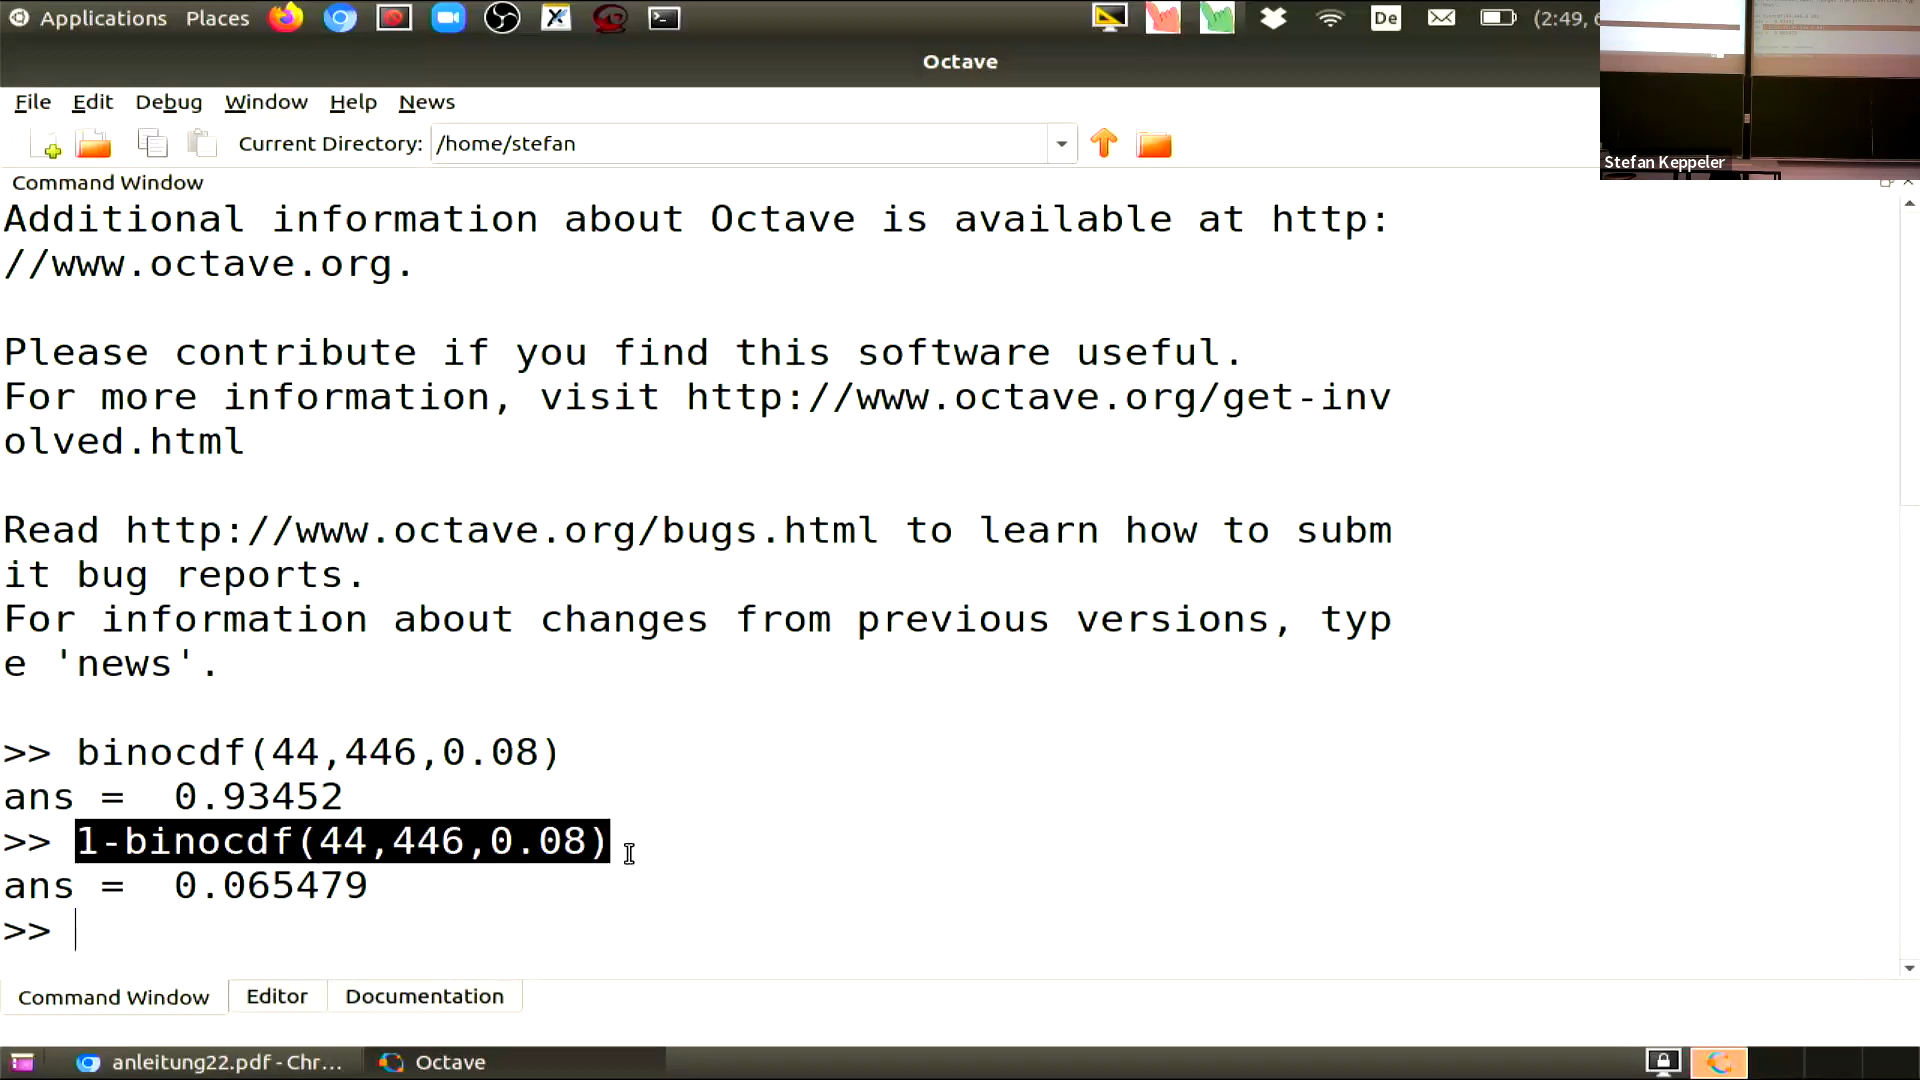 Applications Places De (2:49, 6
Octave
File Edit Debug Window Help News
Current Directory: /home/stefan
Stefan Keppeler
Command Window
Additional information about Octave is available at http:
//www.octave.org.
Please contribute if you find this software useful.
For more information, visit http://www.octave.org/get-inv
olved.html
Read http://www.octave.org/bugs.html to learn how to subm
it bug reports.
For information about changes from previous versions, typ
e 'news'.
>> binocdf(44,446,0.08)
ans =  0.93452
>> 1-binocdf(44,446,0.08)
ans =  0.065479
>>
Command Window Editor Documentation
anleitung22.pdf - Chr... Octave